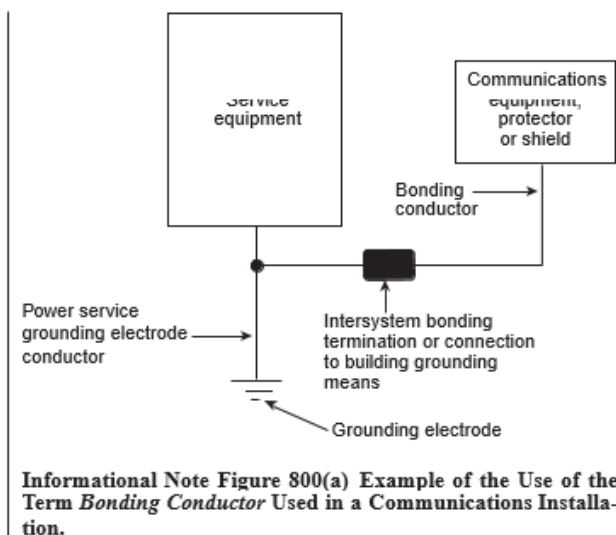 Service
equipment
Communications
equipment,
protector
or shield
Bonding
conductor
Power service
grounding electrode
conductor
Intersystem bonding
termination or connection
to building grounding
means
Grounding electrode
Informational Note Figure 800(a) Example of the Use of the
Term Bonding Conductor Used in a Communications Installa-
tion.